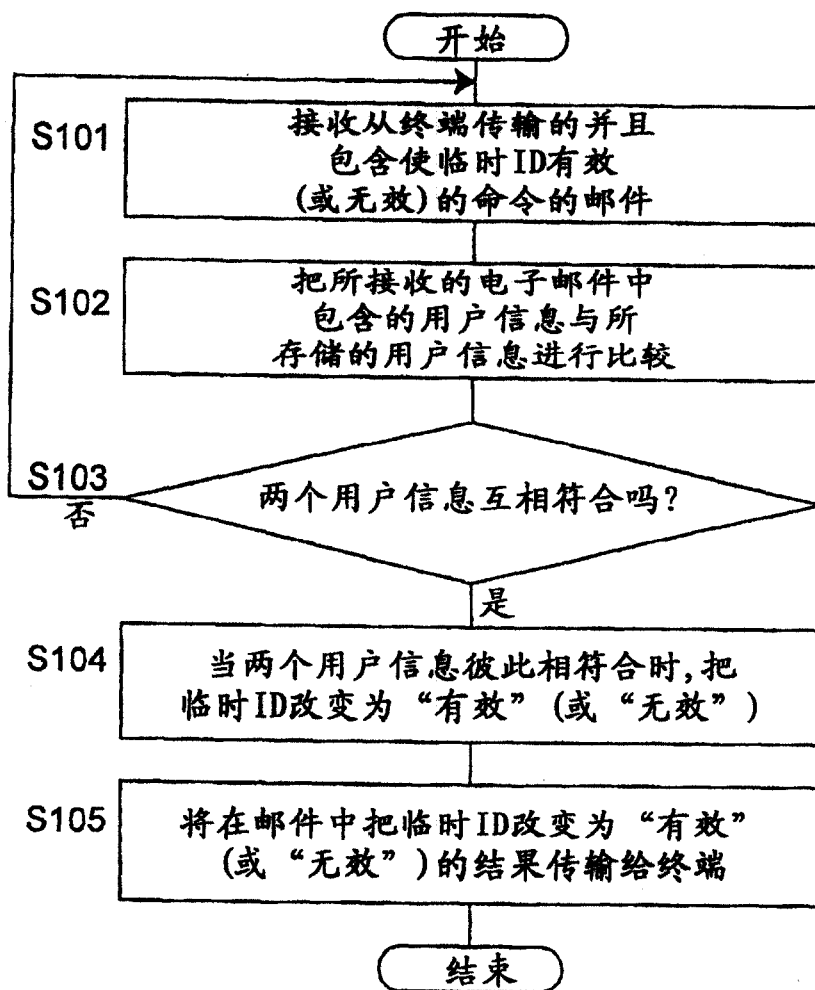 开始
S101
接收从终端传输的并且
包含使临时ID有效
(或无效)的命令的邮件
S102
把所接收的电子邮件中
包含的用户信息与所
存储的用户信息进行比较
S103
否
两个用户信息互相符合吗?
是
S104
当两个用户信息彼此相符合时,把
临时ID改变为“有效”(或“无效”)
S105
将在邮件中把临时ID改变为“有效”
(或“无效”)的结果传输给终端
结束